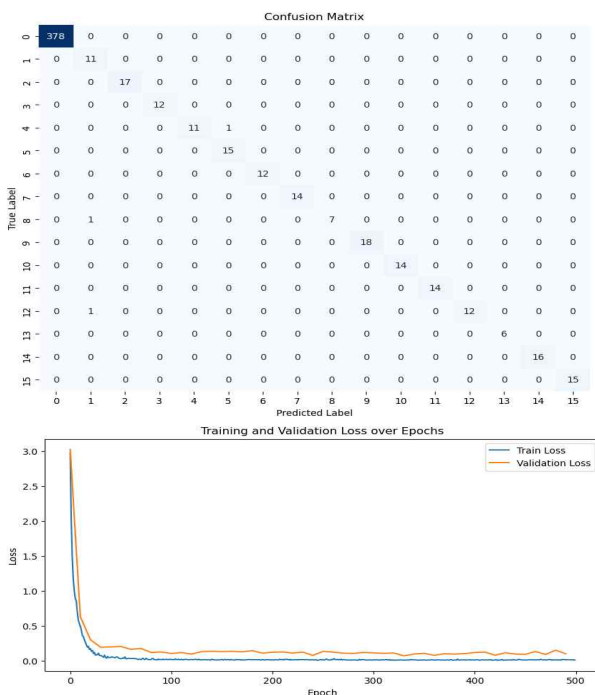 Confusion Matrix
0 378 0 0 0 0 0 0 0 0 0 0 0 0 0 0 0
1 0 11 0 0 0 0 0 0 0 0 0 0 0 0 0 0
2 0 0 17 0 0 0 0 0 0 0 0 0 0 0 0 0
3 0 0 0 12 0 0 0 0 0 0 0 0 0 0 0 0
4 0 0 0 0 11 1 0 0 0 0 0 0 0 0 0 0
5 0 0 0 0 0 15 0 0 0 0 0 0 0 0 0 0
6 0 0 0 0 0 0 12 0 0 0 0 0 0 0 0 0
7 0 0 0 0 0 0 0 14 0 0 0 0 0 0 0 0
True Label
8 0 1 0 0 0 0 0 0 7 0 0 0 0 0 0 0
9 0 0 0 0 0 0 0 0 0 18 0 0 0 0 0 0
10 0 0 0 0 0 0 0 0 0 0 14 0 0 0 0 0
11 0 0 0 0 0 0 0 0 0 0 0 14 0 0 0 0
12 0 1 0 0 0 0 0 0 0 0 0 0 12 0 0 0
13 0 0 0 0 0 0 0 0 0 0 0 0 0 6 0 0
14 0 0 0 0 0 0 0 0 0 0 0 0 0 0 16 0
15 0 0 0 0 0 0 0 0 0 0 0 0 0 0 0 15
0 1 2 3 4 5 6 7 8 9 10 11 12 13 14 15
Predicted Label
Training and Validation Loss over Epochs
Train Loss
Validation Loss
3.0
2.5
2.0
1.5
Loss
1.0
0.5
0.0
0 100 200 300 400 500
Epoch